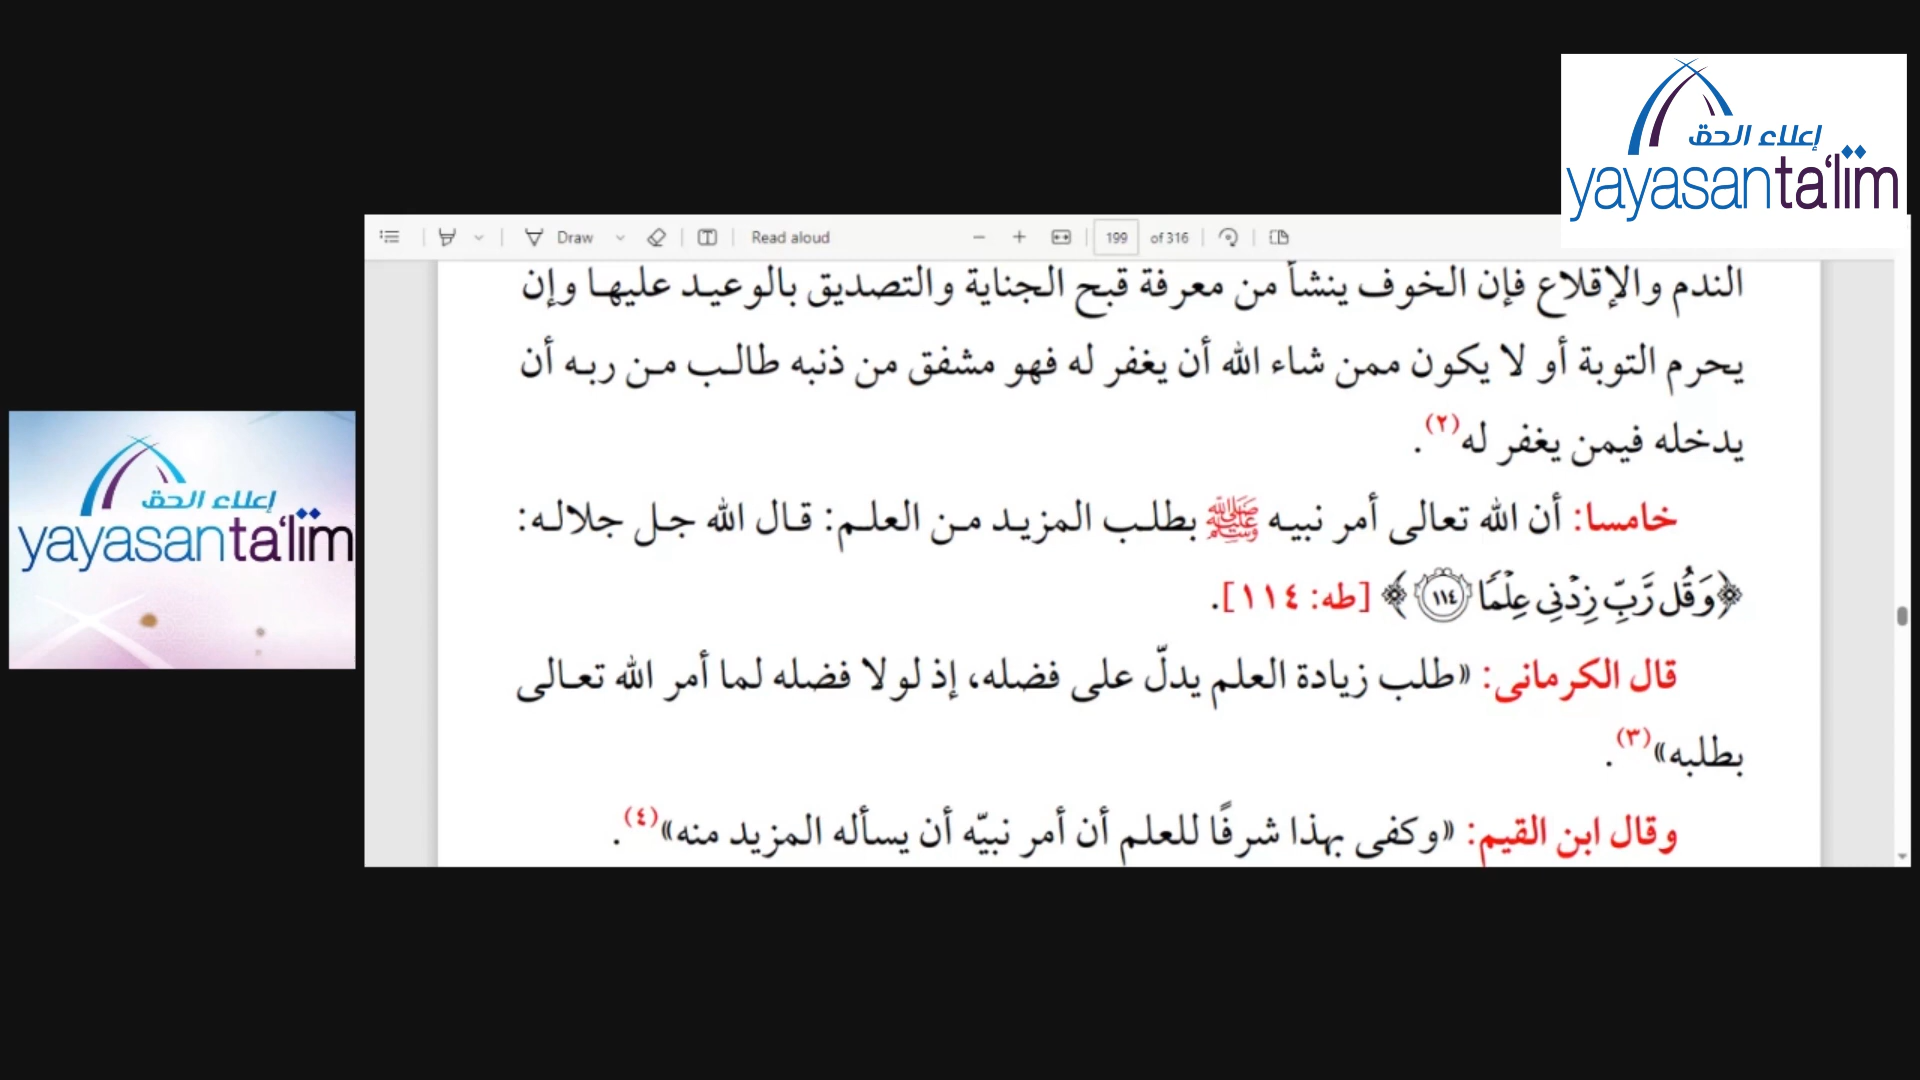 إعلاء الحق
yayasanta'lim
Draw
Read aloud
199 of 316
الندم والإقلاع فإن الخوف ينشأ من معرفة قبح الجناية والتصديق بالوعيد عليها وإن
يحرم التوبة أو لا يكون ممن شاء الله أن يغفر له فهو مشفق من ذنبه طالب من ربه أن
يدخله فيمن يغفر له(٢).
خامسا: أن الله تعالى أمر نبيه ﷺ بطلب المزيد من العلم: قال الله جل جلاله:
﴿وَقُل رَّبِّ زِدْنِى عِلْمًا ١١٤﴾ [طه: ١١٤].
قال الكرمانى: «طلب زيادة العلم يدلّ على فضله، إذ لولا فضله لما أمر الله تعالى
بطلبه»(٣).
وقال ابن القيم: «وكفى بهذا شرفًا للعلم أن أمر نبيّه أن يسأله المزيد منه»(٤).
إعلاء الحق
yayasanta'lim